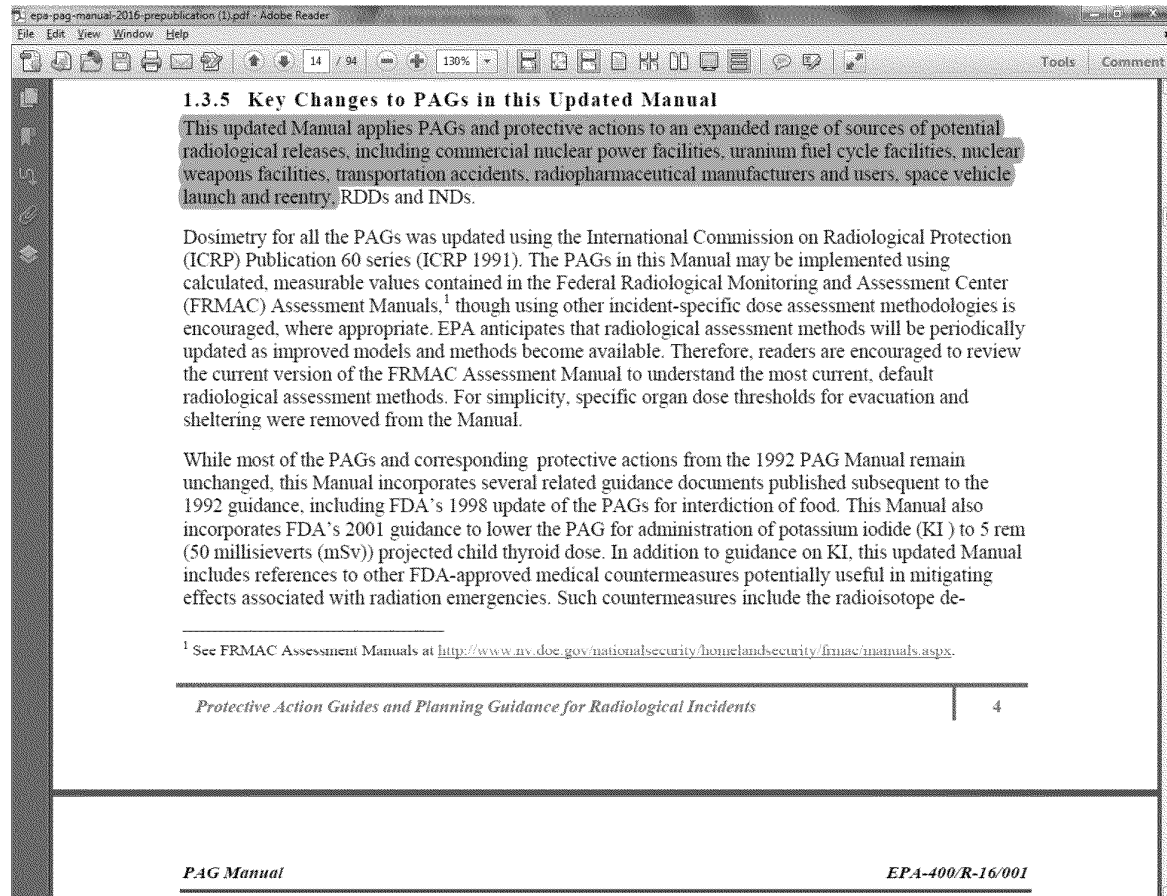 epa-pag-manual-2016-prepublication (1).pdf - Adobe Reader
File Edit View Window Help
14 / 94 130% Tools Comment
1.3.5 Key Changes to PAGs in this Updated Manual
This updated Manual applies PAGs and protective actions to an expanded range of sources of potential
radiological releases, including commercial nuclear power facilities, uranium fuel cycle facilities, nuclear
weapons facilities, transportation accidents, radiopharmaceutical manufacturers and users, space vehicle
launch and reentry, RDDs and INDs.
Dosimetry for all the PAGs was updated using the International Commission on Radiological Protection
(ICRP) Publication 60 series (ICRP 1991). The PAGs in this Manual may be implemented using
calculated, measurable values contained in the Federal Radiological Monitoring and Assessment Center
(FRMAC) Assessment Manuals,1 though using other incident-specific dose assessment methodologies is
encouraged, where appropriate. EPA anticipates that radiological assessment methods will be periodically
updated as improved models and methods become available. Therefore, readers are encouraged to review
the current version of the FRMAC Assessment Manual to understand the most current, default
radiological assessment methods. For simplicity, specific organ dose thresholds for evacuation and
sheltering were removed from the Manual.
While most of the PAGs and corresponding protective actions from the 1992 PAG Manual remain
unchanged, this Manual incorporates several related guidance documents published subsequent to the
1992 guidance, including FDA's 1998 update of the PAGs for interdiction of food. This Manual also
incorporates FDA's 2001 guidance to lower the PAG for administration of potassium iodide (KI ) to 5 rem
(50 millisieverts (mSv)) projected child thyroid dose. In addition to guidance on KI, this updated Manual
includes references to other FDA-approved medical countermeasures potentially useful in mitigating
effects associated with radiation emergencies. Such countermeasures include the radioisotope de-
1 See FRMAC Assessment Manuals at http://www.nv.doe.gov/nationalsecurity/homelandsecurity/frmac/manuals.aspx.
Protective Action Guides and Planning Guidance for Radiological Incidents 4
PAG Manual EPA-400/R-16/001